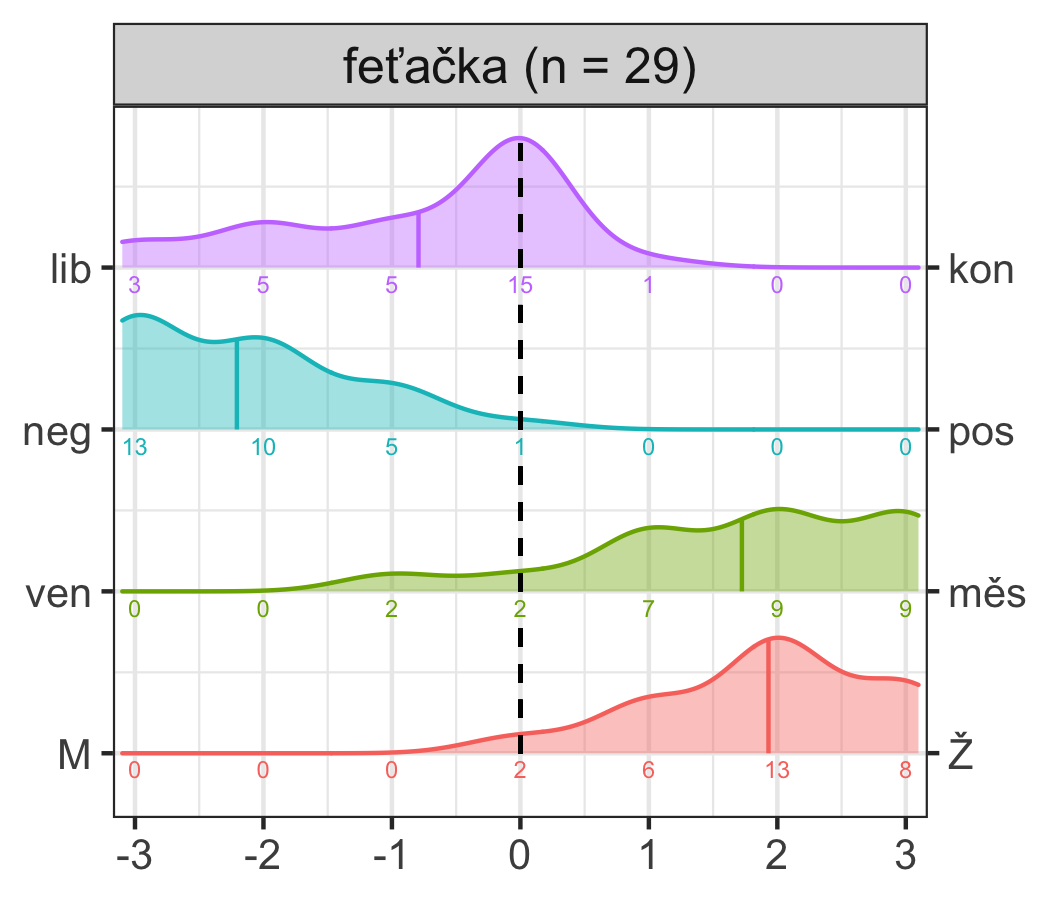 feťačka (n = 29)
lib kon
3 5 5 15 1 0 0
neg pos
13 10 5 1 0 0 0
ven měs
0 0 2 2 7 9 9
M Ž
0 0 0 2 6 13 8
-3 -2 -1 0 1 2 3